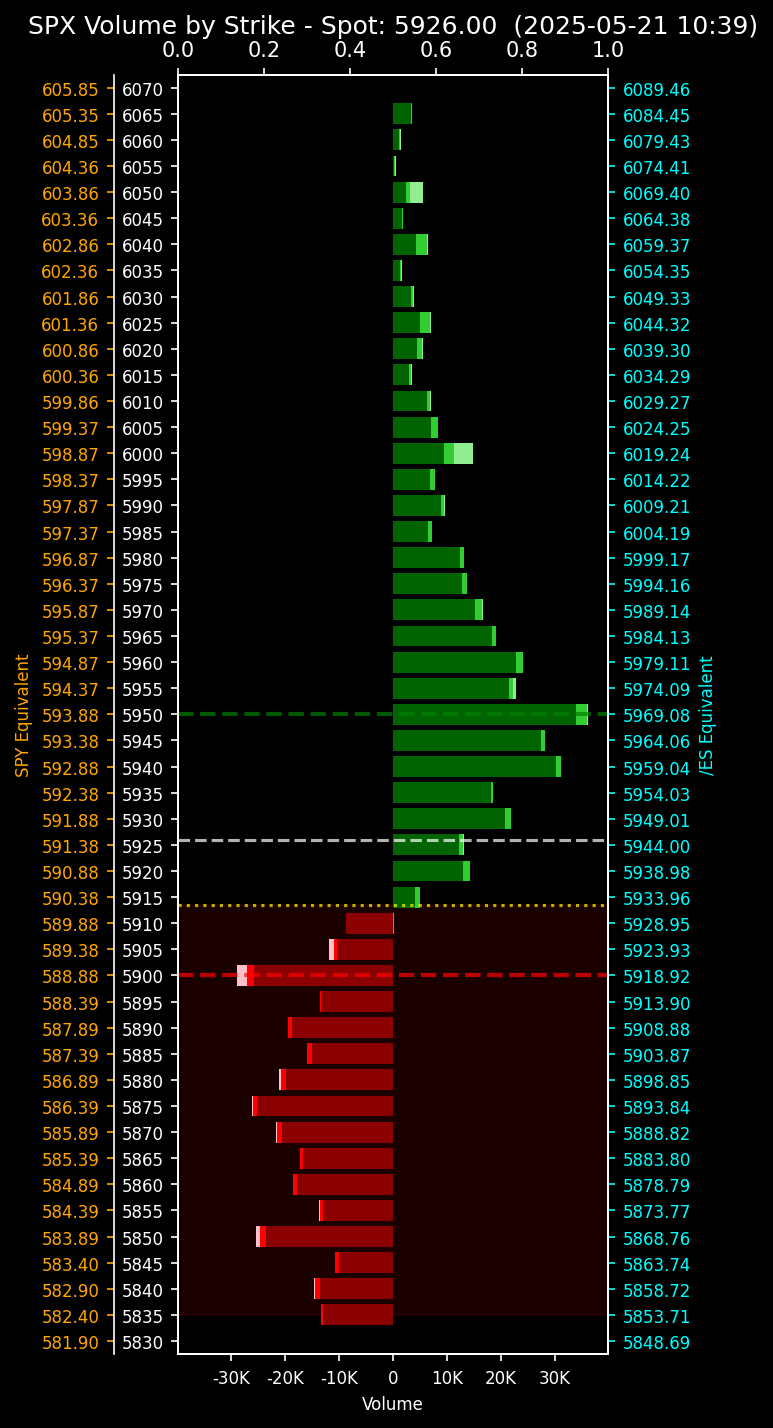 SPX Volume by Strike - Spot: 5926.00  (2025-05-21 10:39)
0.0 0.2 0.4 0.6 0.8 1.0
605.85 6070 6089.46
605.35 6065 6084.45
604.85 6060 6079.43
604.36 6055 6074.41
603.86 6050 6069.40
603.36 6045 6064.38
602.86 6040 6059.37
602.36 6035 6054.35
601.86 6030 6049.33
601.36 6025 6044.32
600.86 6020 6039.30
600.36 6015 6034.29
599.86 6010 6029.27
599.37 6005 6024.25
598.87 6000 6019.24
598.37 5995 6014.22
597.87 5990 6009.21
597.37 5985 6004.19
596.87 5980 5999.17
596.37 5975 5994.16
595.87 5970 5989.14
595.37 5965 5984.13
594.87 5960 5979.11
594.37 5955 5974.09
593.88 5950 5969.08
593.38 5945 5964.06
592.88 5940 5959.04
592.38 5935 5954.03
591.88 5930 5949.01
591.38 5925 5944.00
590.88 5920 5938.98
590.38 5915 5933.96
589.88 5910 5928.95
589.38 5905 5923.93
588.88 5900 5918.92
588.39 5895 5913.90
587.89 5890 5908.88
587.39 5885 5903.87
586.89 5880 5898.85
586.39 5875 5893.84
585.89 5870 5888.82
585.39 5865 5883.80
584.89 5860 5878.79
584.39 5855 5873.77
583.89 5850 5868.76
583.40 5845 5863.74
582.90 5840 5858.72
582.40 5835 5853.71
581.90 5830 5848.69
SPY Equivalent
/ES Equivalent
-30K -20K -10K 0 10K 20K 30K
Volume